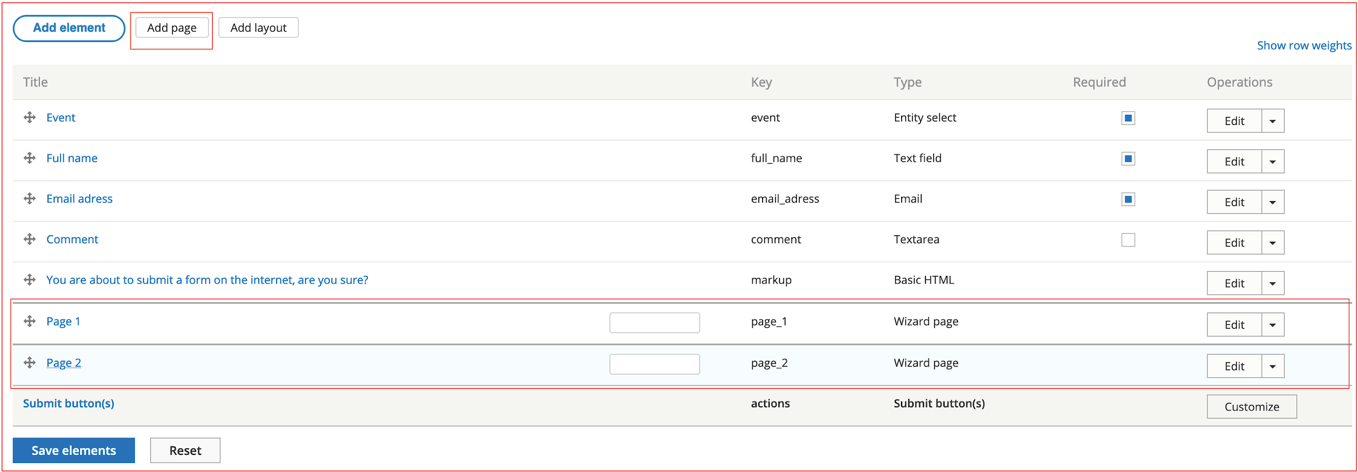 Add element Add page Add layout
Show row weights
Title Key Type Required Operations
Event event Entity select Edit
Full name full_name Text field Edit
Email adress email_adress Email Edit
Comment comment Textarea Edit
You are about to submit a form on the internet, are you sure? markup Basic HTML Edit
Page 1 page_1 Wizard page Edit
Page 2 page_2 Wizard page Edit
Submit button(s) actions Submit button(s) Customize
Save elements Reset